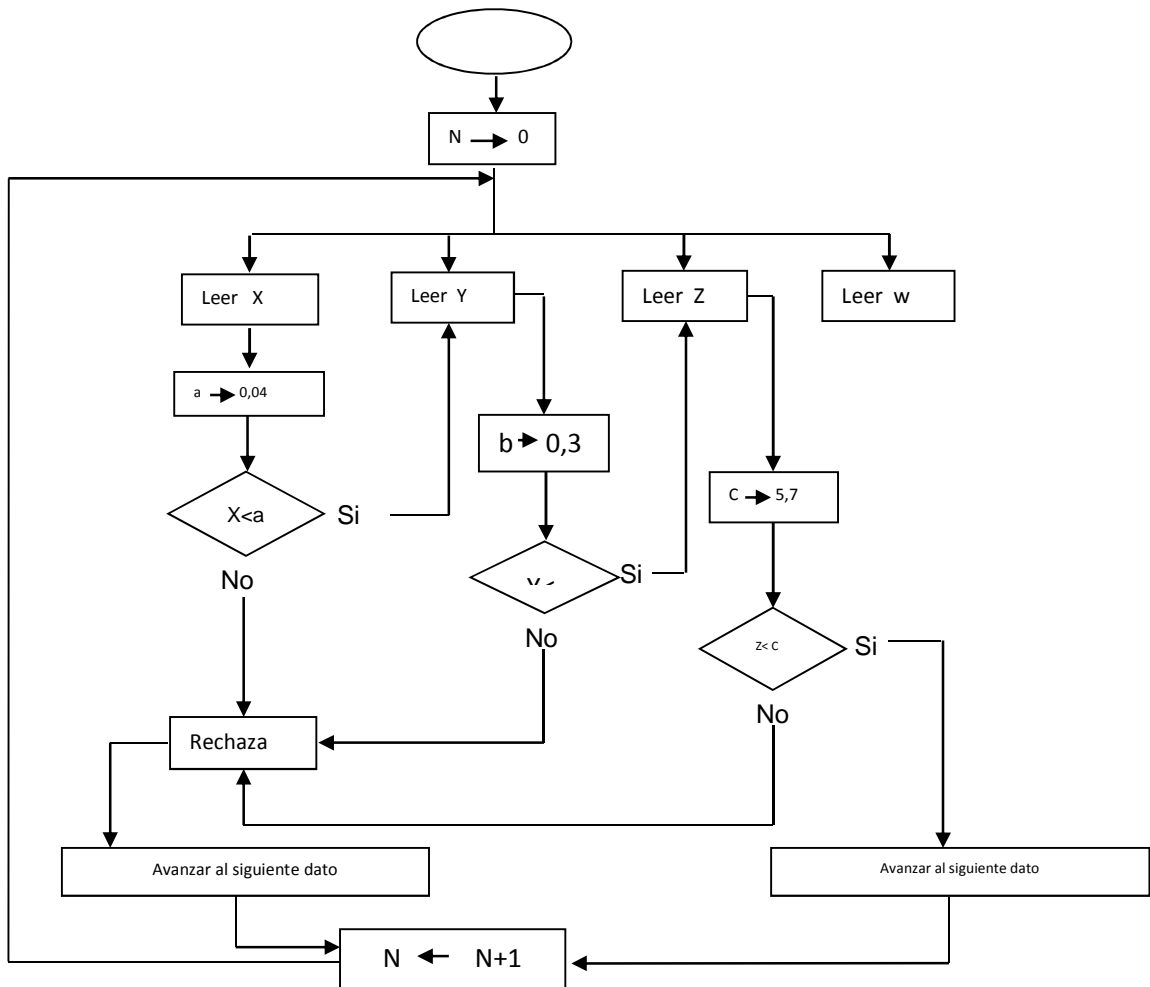 N → 0
Leer X
Leer Y
Leer Z
Leer w
a → 0,04
b → 0,3
C → 5,7
X<a
Si
Si
No
No
Z< C
Si
No
Rechaza
Avanzar al siguiente dato
Avanzar al siguiente dato
N ← N+1